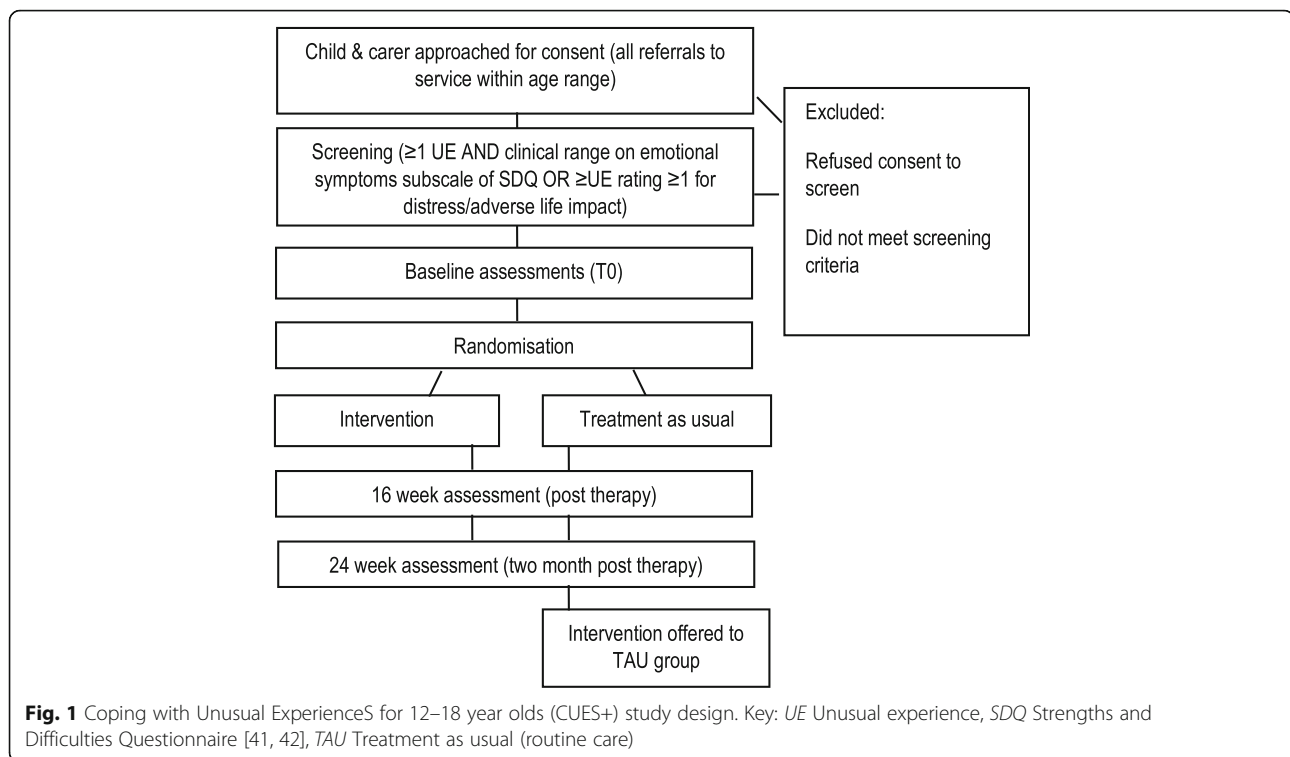 Child & carer approached for consent (all referrals to
service within age range)
Excluded:
Refused consent to
screen
Did not meet screening
criteria
Screening (≥1 UE AND clinical range on emotional
symptoms subscale of SDQ OR ≥UE rating ≥1 for
distress/adverse life impact)
Baseline assessments (T0)
Randomisation
Intervention
Treatment as usual
16 week assessment (post therapy)
24 week assessment (two month post therapy)
Intervention offered to
TAU group
Fig. 1 Coping with Unusual ExperienceS for 12–18 year olds (CUES+) study design. Key: UE Unusual experience, SDQ Strengths and
Difficulties Questionnaire [41, 42], TAU Treatment as usual (routine care)